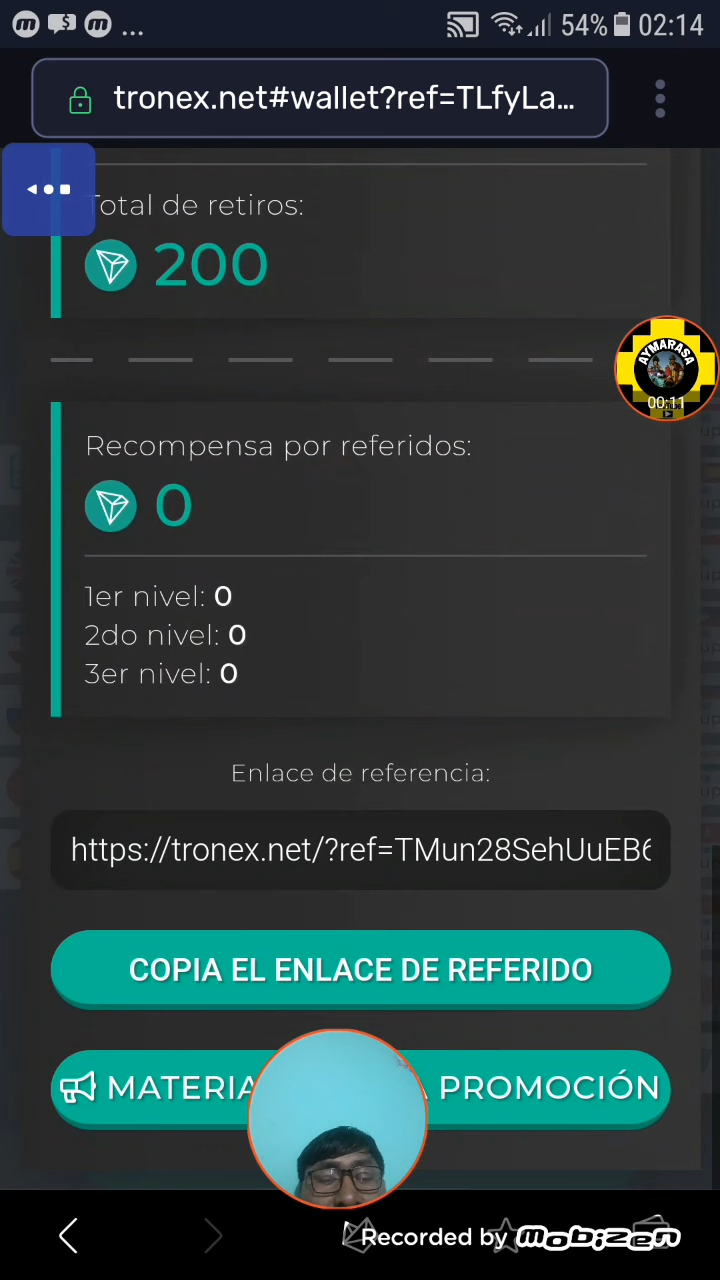 54% 02:14
tronex.net#wallet?ref=TLfyLa...
Total de retiros:
200
AYMARASA
00:11
Recompensa por referidos:
0
1er nivel: 0
2do nivel: 0
3er nivel: 0
Enlace de referencia:
https://tronex.net/?ref=TMun28SehUuEB6
COPIA EL ENLACE DE REFERIDO
MATERIA PROMOCIÓN
Recorded by mobizen